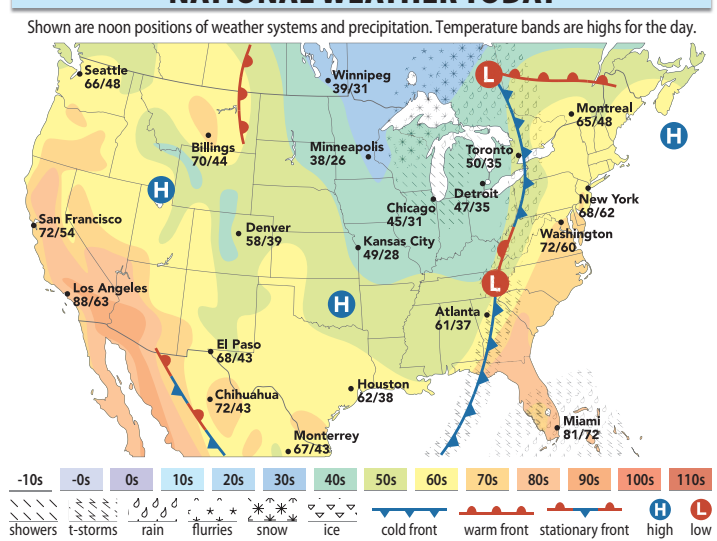 NATIONAL WEATHER TODAY
Shown are noon positions of weather systems and precipitation. Temperature bands are highs for the day.
Seattle
66/48
Winnipeg
39/31
L
Montreal
65/48
H
Billings
70/44
Minneapolis
38/26
Toronto
50/35
H
Detroit
47/35
New York
68/62
Chicago
45/31
San Francisco
72/54
Denver
58/39
Kansas City
49/28
Washington
72/60
Los Angeles
88/63
H
L
Atlanta
61/37
El Paso
68/43
Chihuahua
72/43
Houston
62/38
Miami
81/72
Monterrey
67/43
-10s -0s 0s 10s 20s 30s 40s 50s 60s 70s 80s 90s 100s 110s
H L
showers t-storms rain flurries snow ice cold front warm front stationary front high low